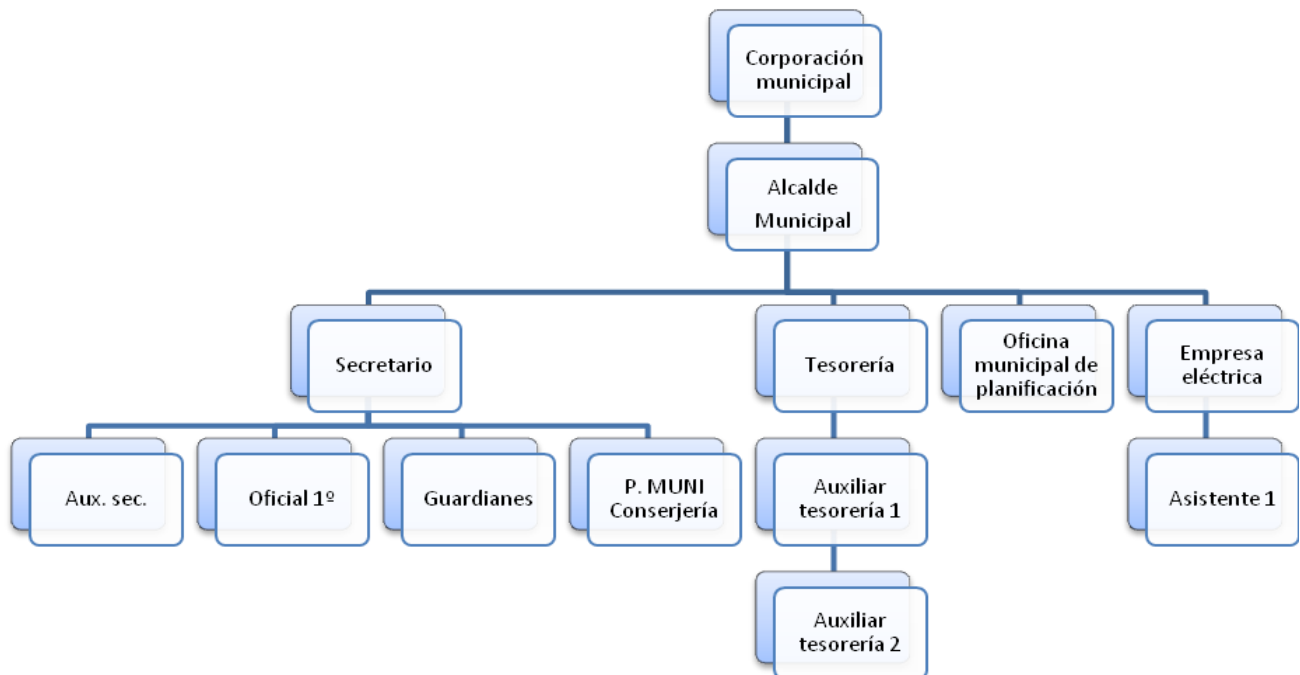 Corporación
municipal
Alcalde
Municipal
Secretario
Tesorería
Oficina
municipal de
planificación
Empresa
eléctrica
Aux. sec.
Oficial 1º
Guardianes
P. MUNI
Conserjería
Auxiliar
tesorería 1
Asistente 1
Auxiliar
tesorería 2